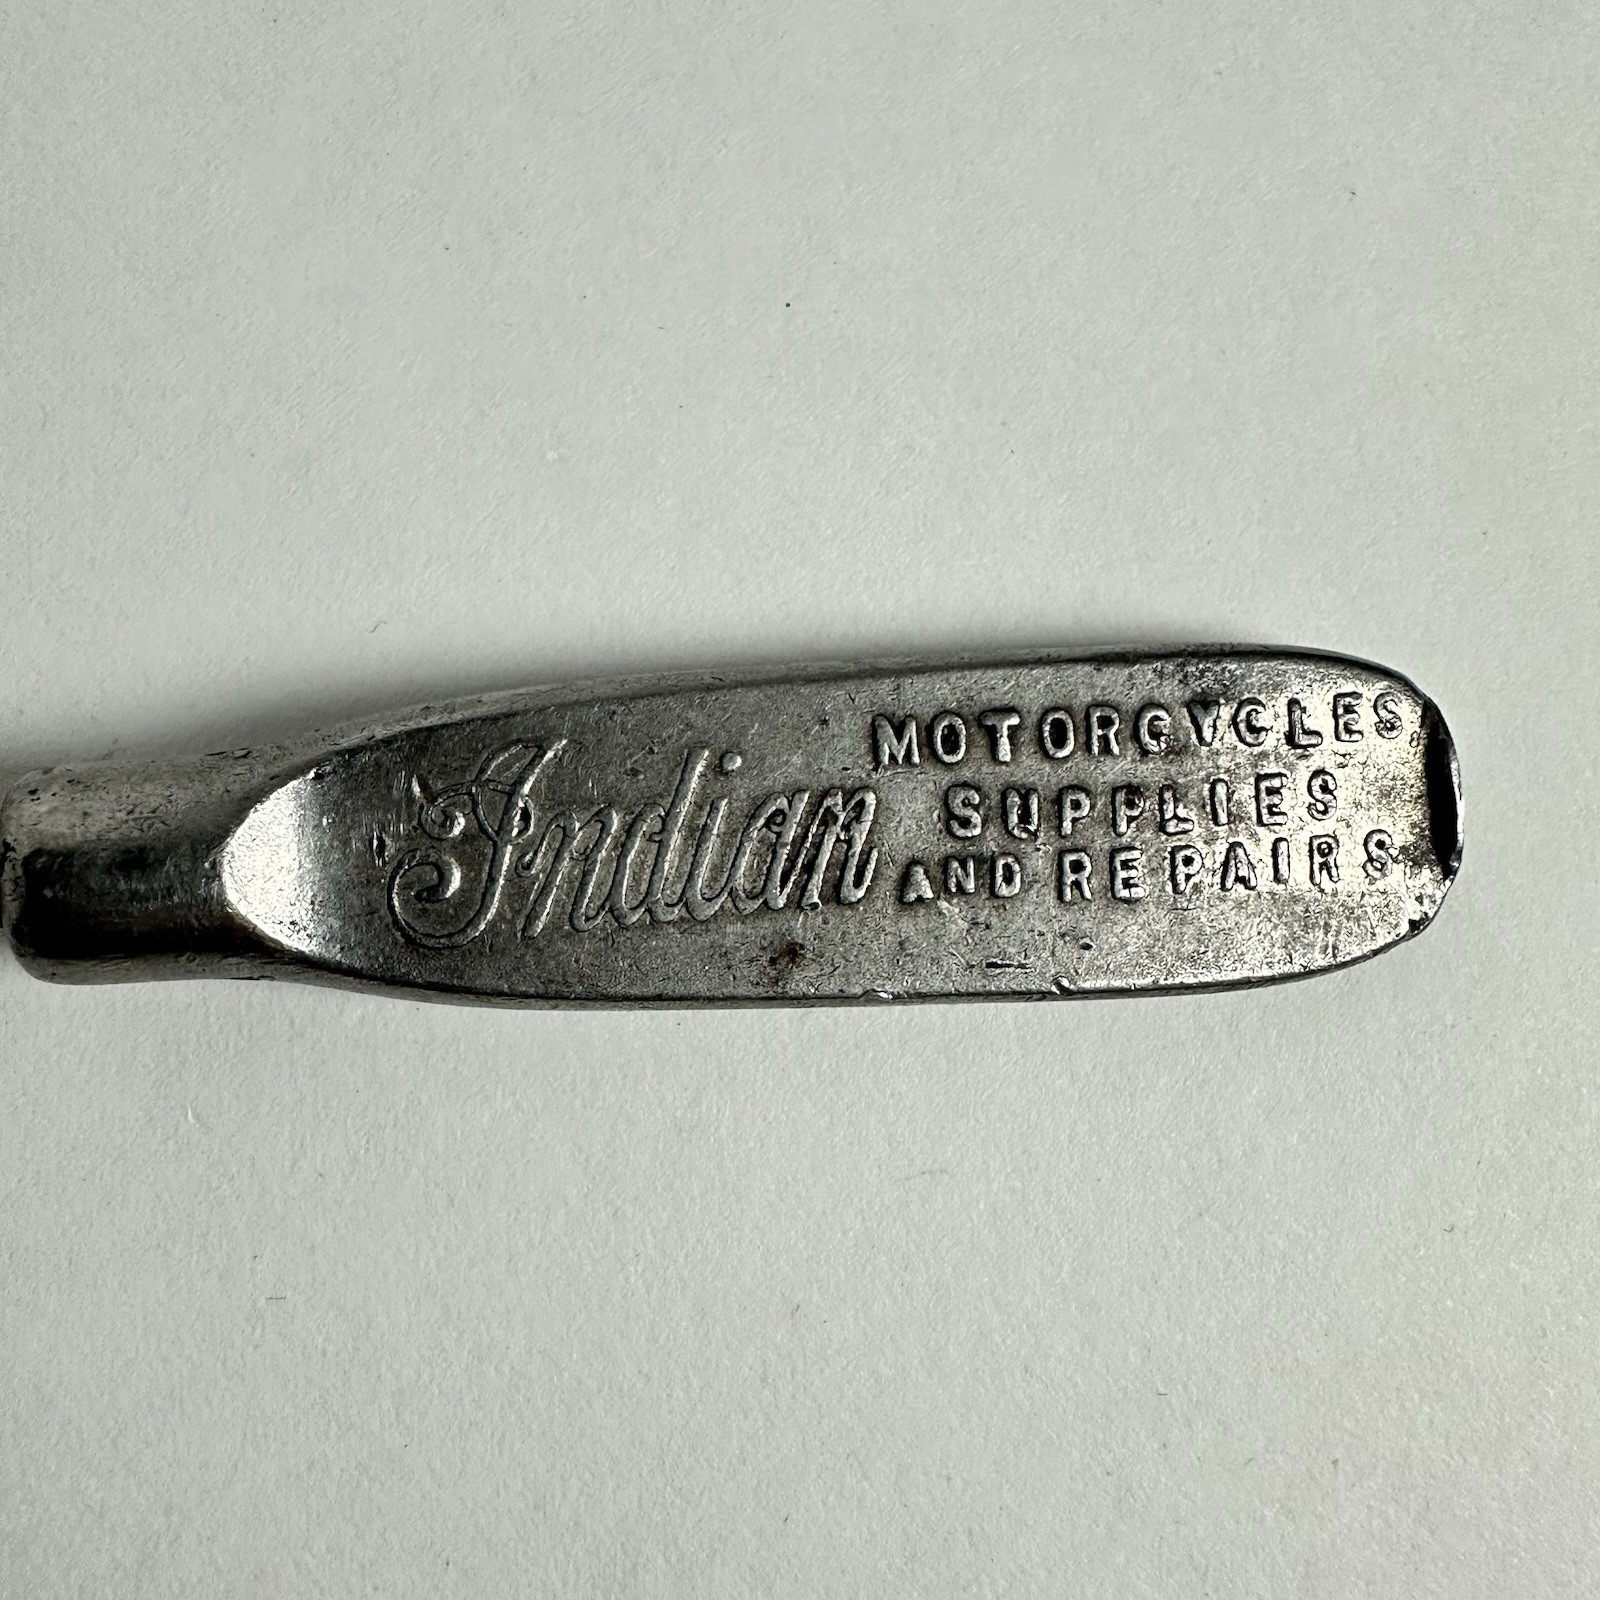 Indian
MOTORCYCLES
SUPPLIES
AND REPAIRS